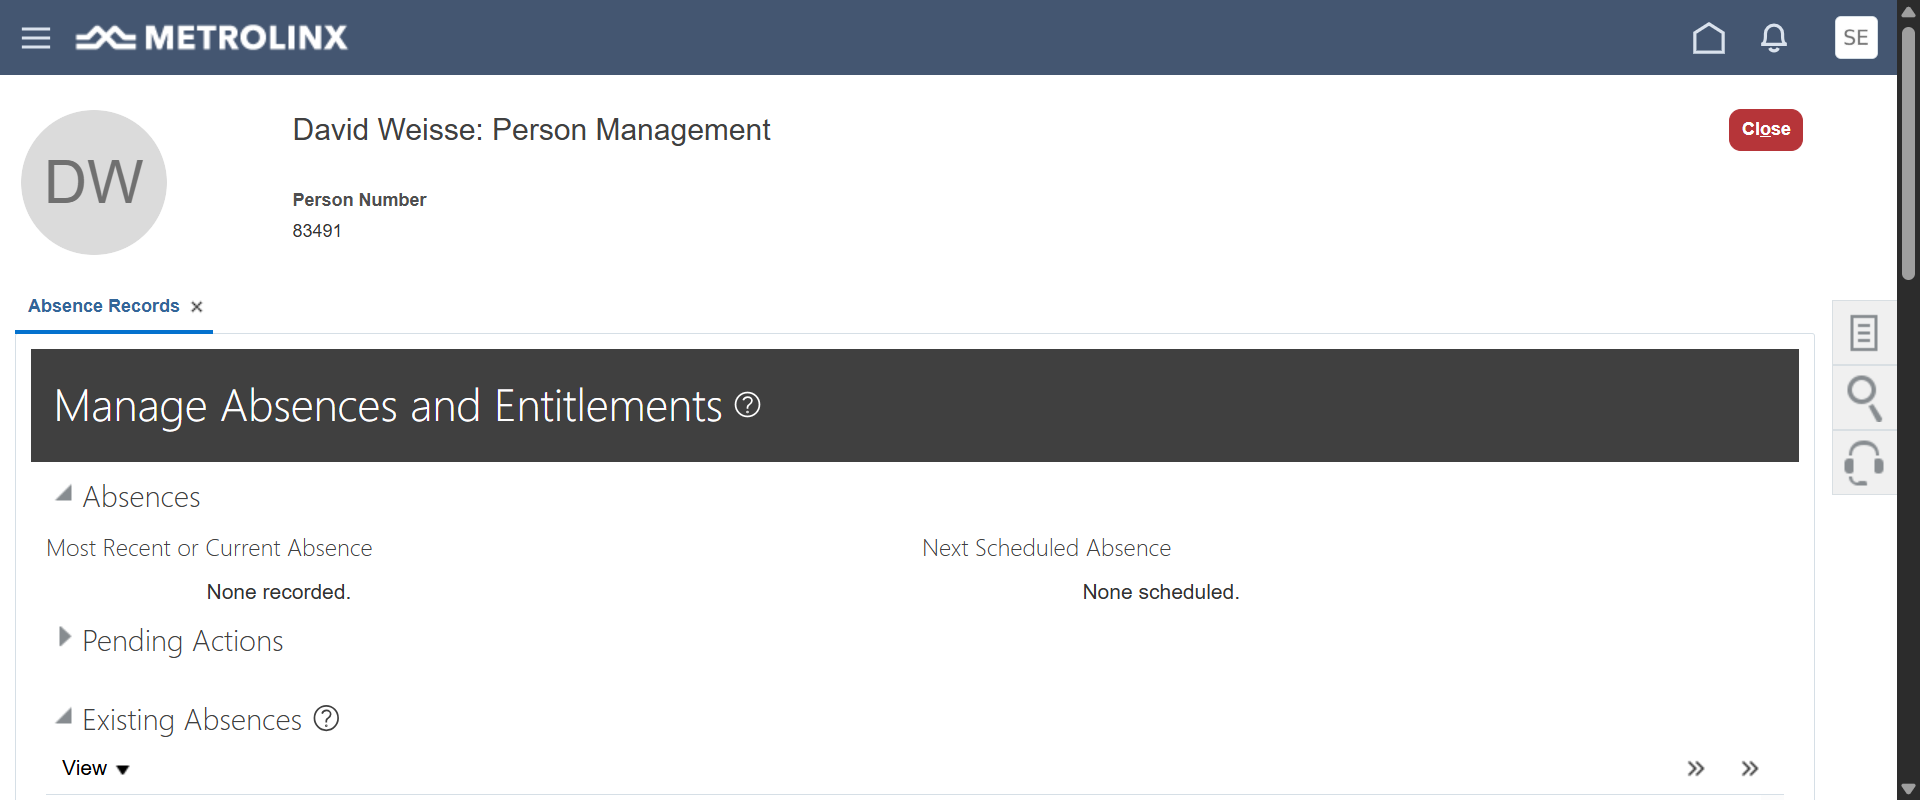 METROLINX
SE
DW
David Weisse: Person Management
Close
Person Number
83491
Absence Records
Manage Absences and Entitlements
Absences
Most Recent or Current Absence
Next Scheduled Absence
None recorded.
None scheduled.
Pending Actions
Existing Absences
View